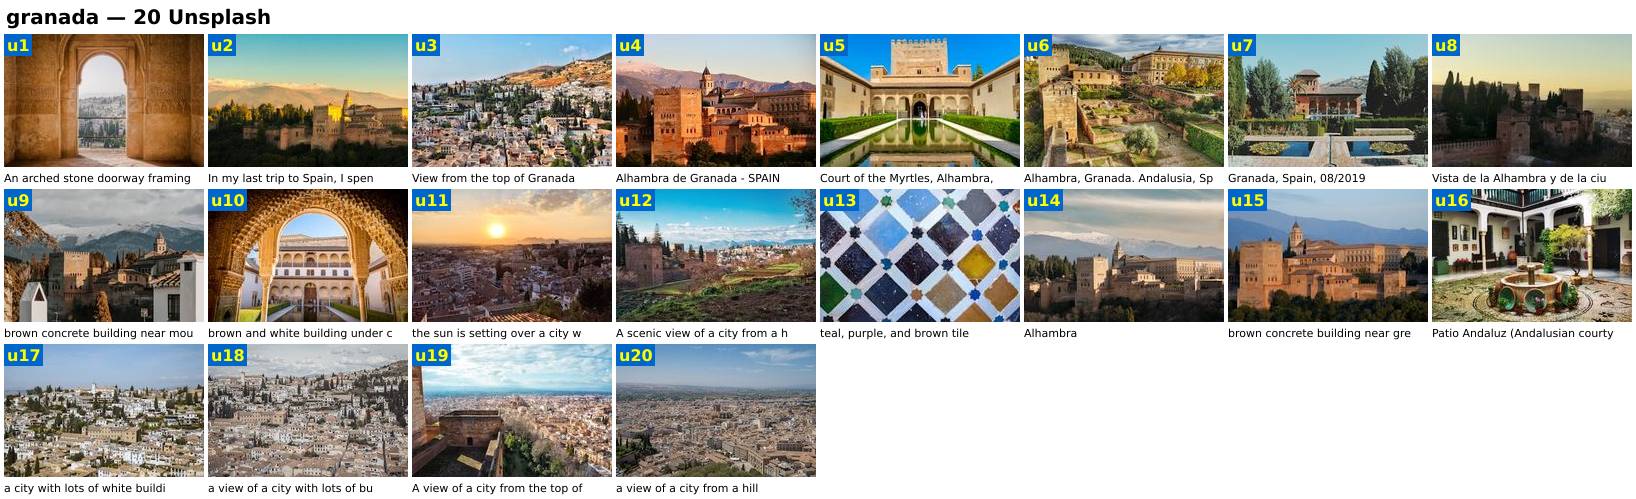 granada — 20 Unsplash
u1
u2
u3
u4
u5
u6
u7
u8
An arched stone doorway framing
In my last trip to Spain, I spen
View from the top of Granada
Alhambra de Granada - SPAIN
Court of the Myrtles, Alhambra,
Alhambra, Granada. Andalusia, Sp
Granada, Spain, 08/2019
Vista de la Alhambra y de la ciu
u9
u10
u11
u12
u13
u14
u15
u16
brown concrete building near mou
brown and white building under c
the sun is setting over a city w
A scenic view of a city from a h
teal, purple, and brown tile
Alhambra
brown concrete building near gre
Patio Andaluz (Andalusian courty
u17
u18
u19
u20
a city with lots of white buildi
a view of a city with lots of bu
A view of a city from the top of
a view of a city from a hill